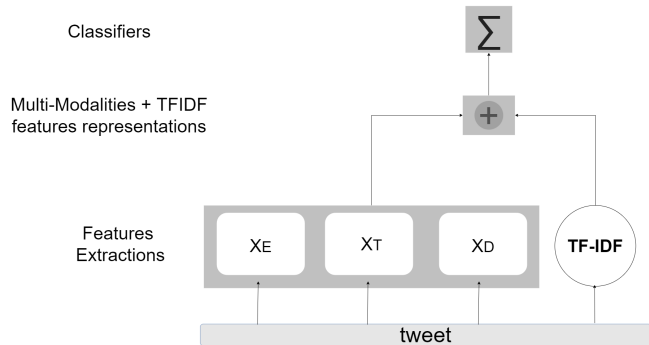 Classifiers
∑
Multi-Modalities + TFIDF
features representations
+
Features
Extractions
XE
XT
XD
TF-IDF
tweet